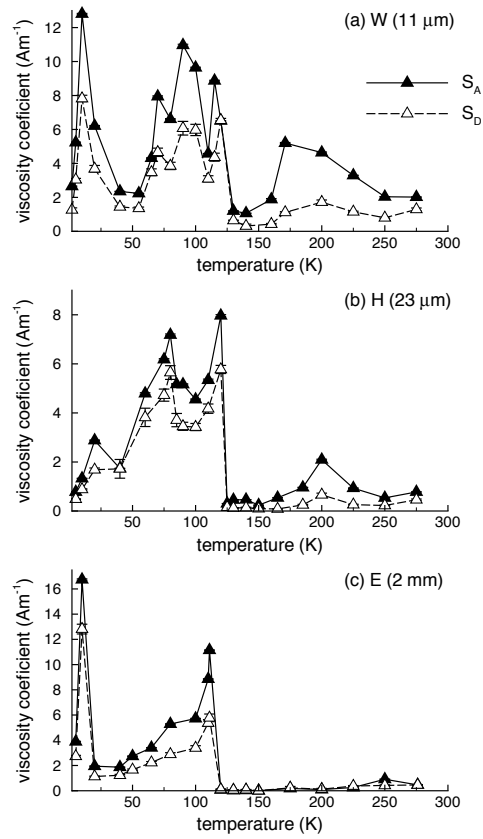 (a) W (11 μm)
S_A
S_D
viscosity coeficient (Am⁻¹)
12
10
8
6
4
2
0
50 100 150 200 250 300
temperature (K)
(b) H (23 μm)
viscosity coeficient (Am⁻¹)
8
6
4
2
0
50 100 150 200 250 300
temperature (K)
(c) E (2 mm)
viscosity coeficient (Am⁻¹)
16
14
12
10
8
6
4
2
0
50 100 150 200 250 300
temperature (K)